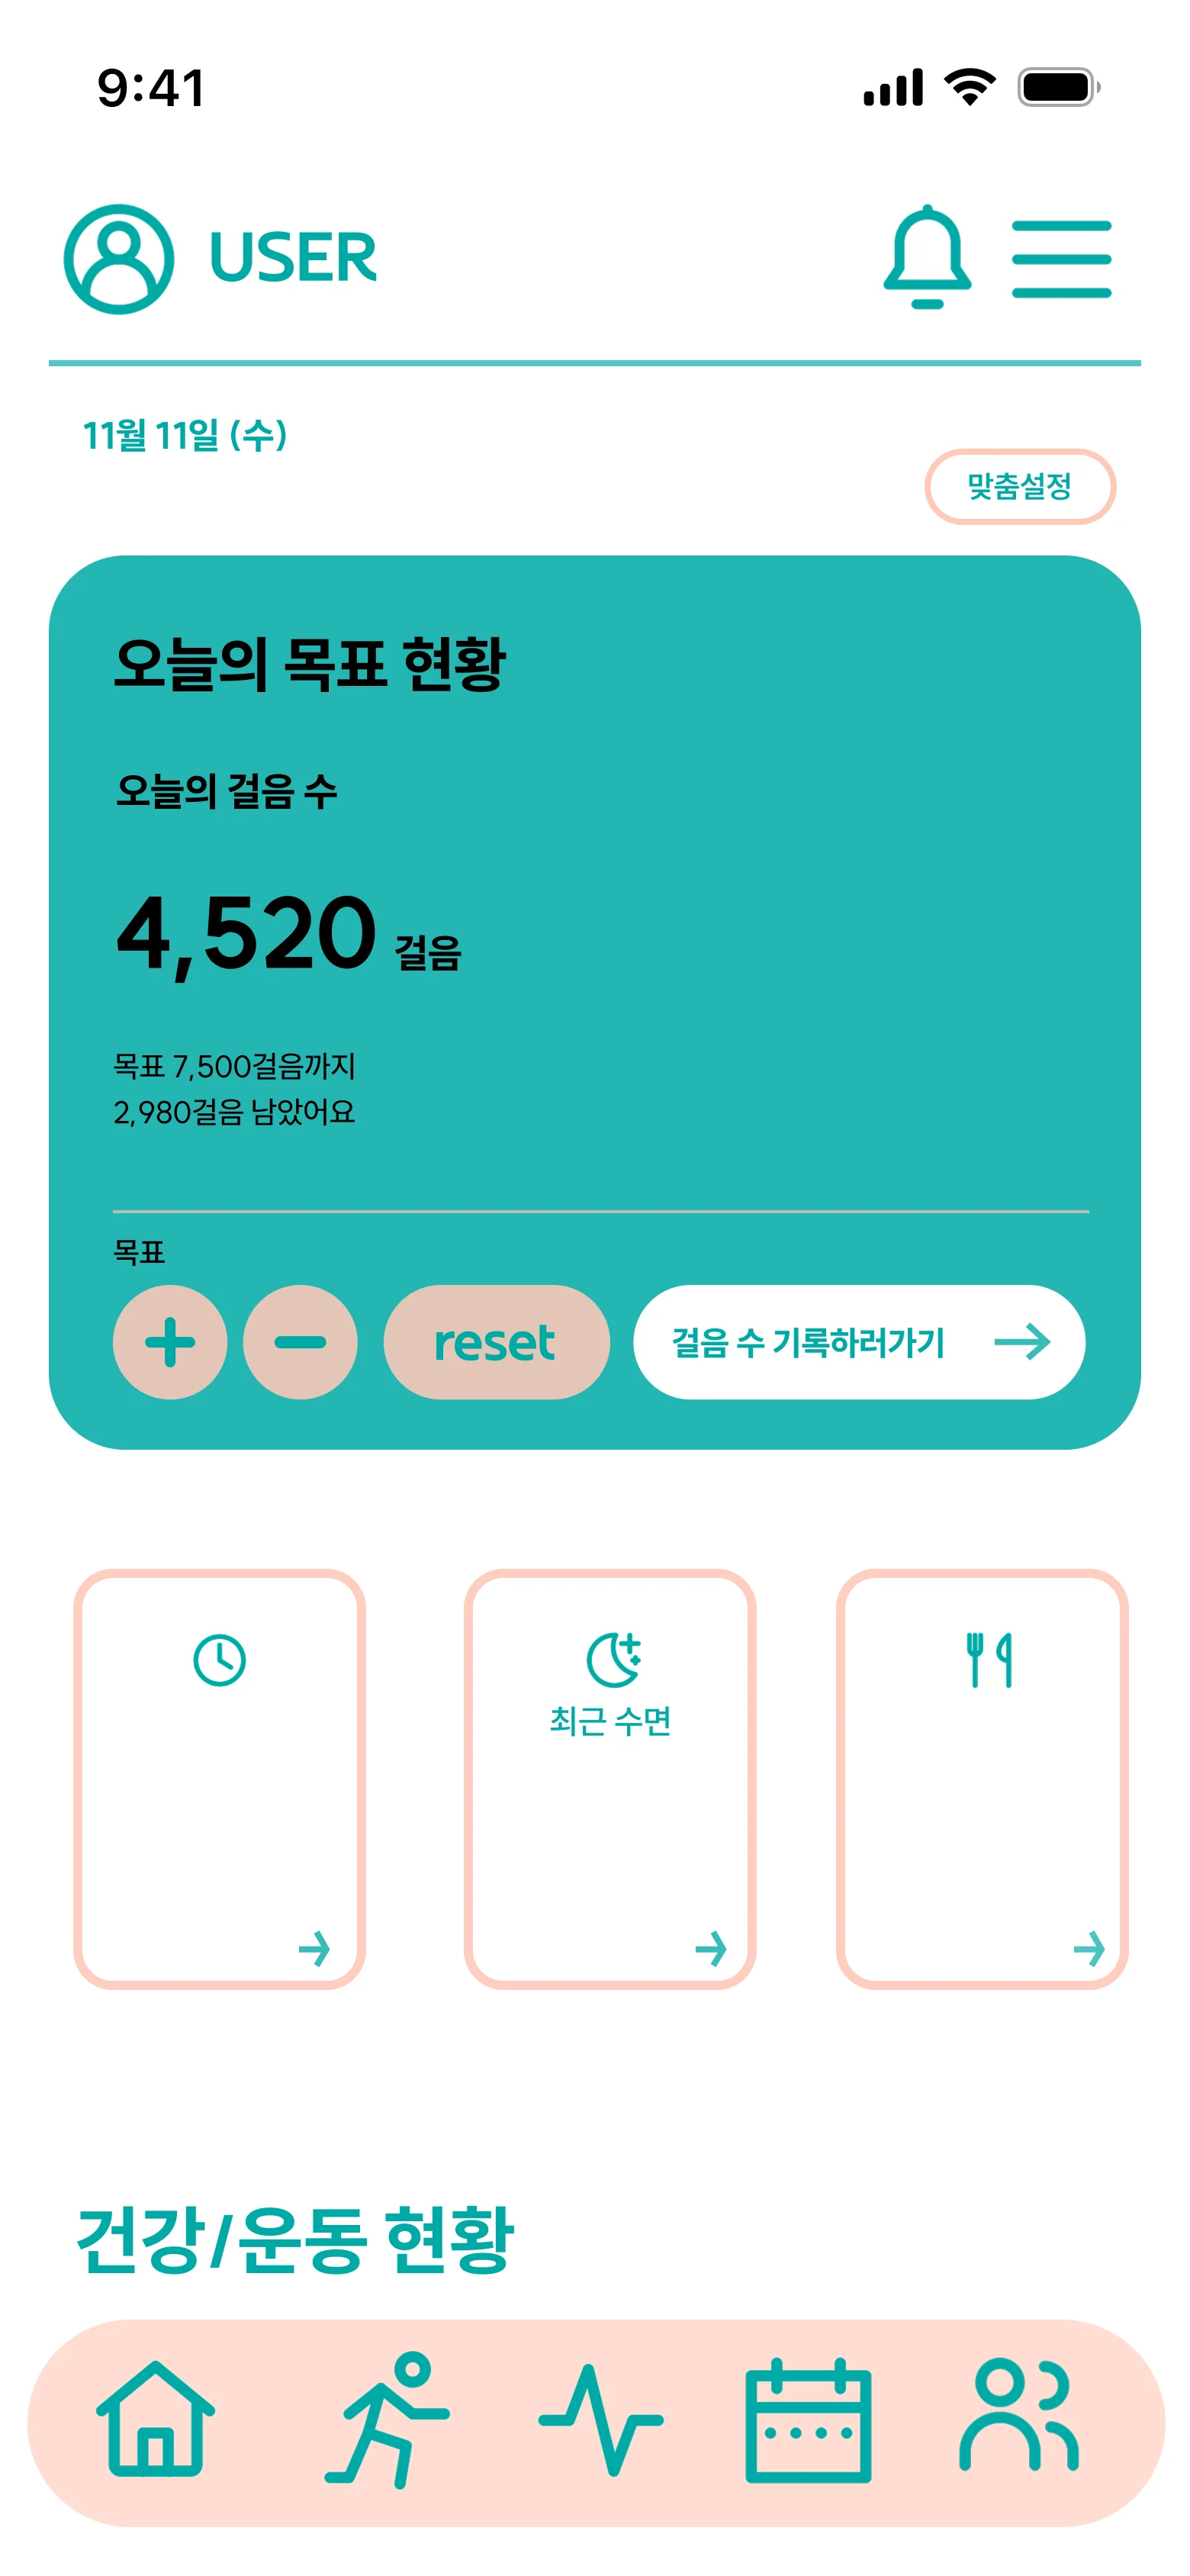 9:41
USER
11월 11일 (수)
맞춤설정
오늘의 목표 현황
오늘의 걸음 수
4,520 걸음
목표 7,500걸음까지
2,980걸음 남았어요
목표
reset
걸음 수 기록하러가기
최근 수면
건강/운동 현황